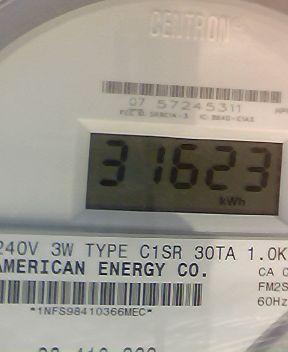 CENTRON
07 57245311
31623
kWh
240V 3W TYPE C1SR 30TA 1.0K
AMERICAN ENERGY CO.
CA
FM2S
60Hz
*1NFS98410366MEC*